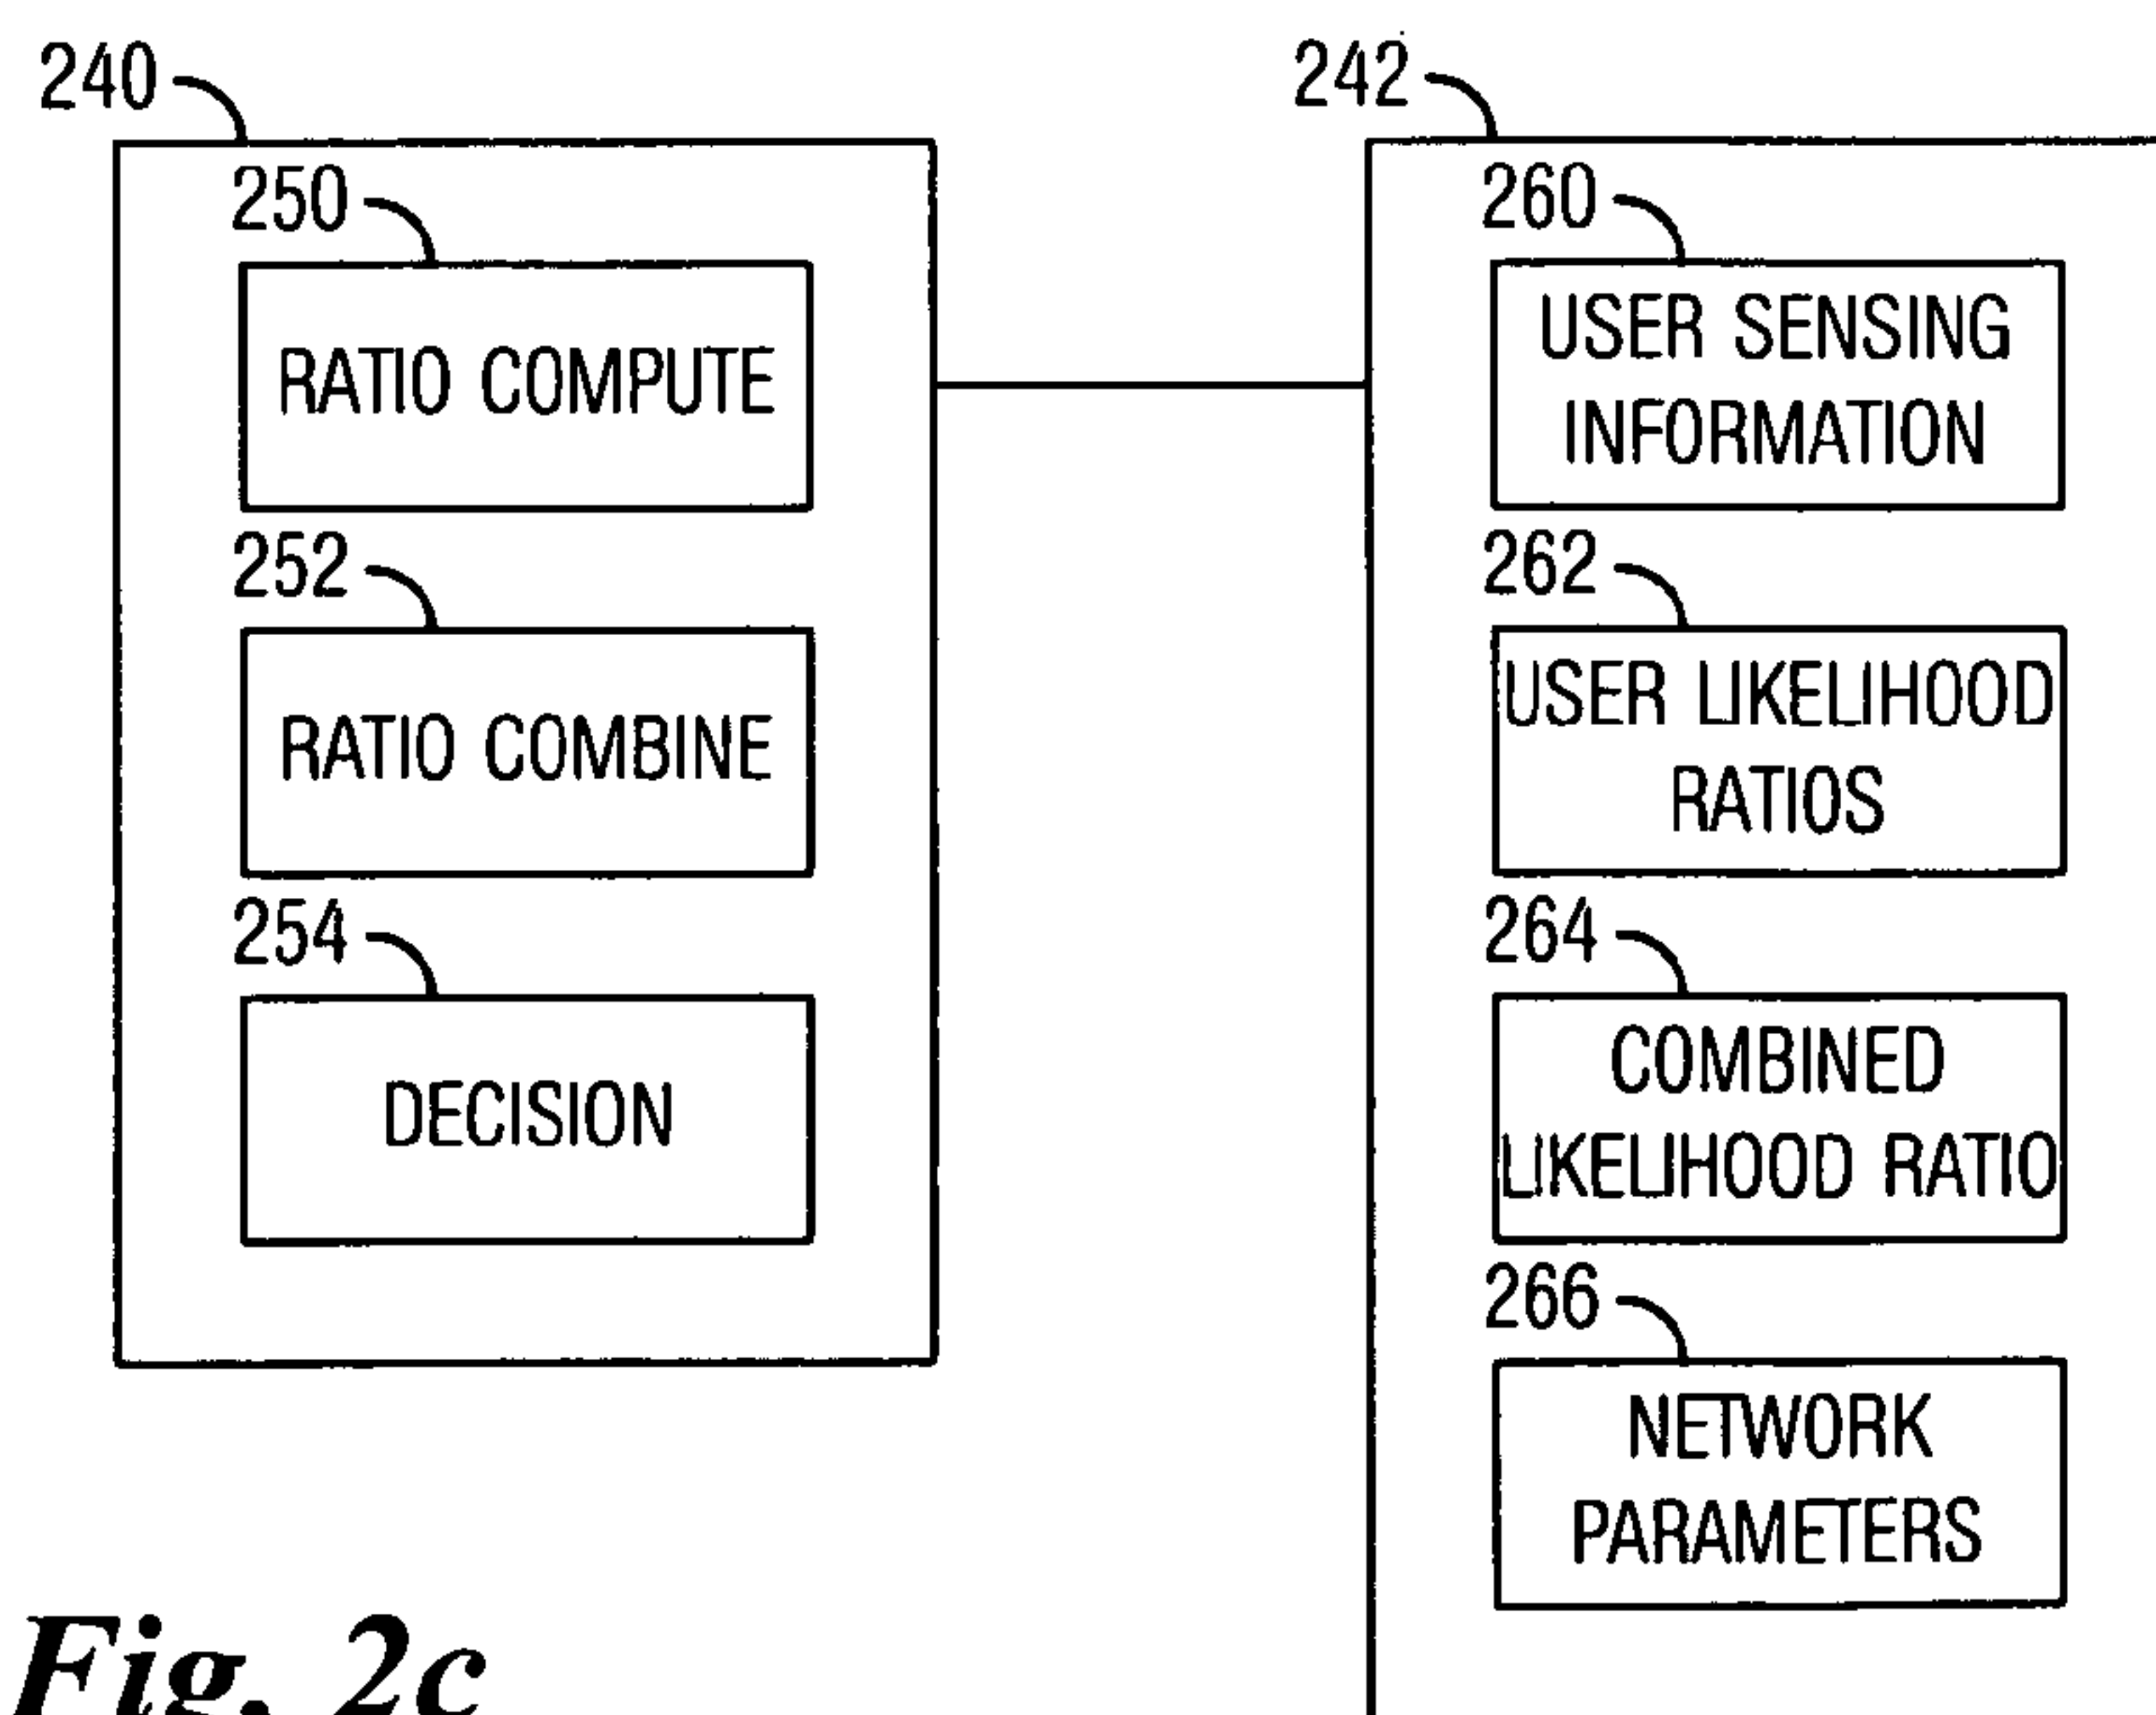 240
250
RATIO COMPUTE
252
RATIO COMBINE
254
DECISION
242
260
USER SENSING
INFORMATION
262
USER LIKELIHOOD
RATIOS
264
COMBINED
LIKELIHOOD RATIO
266
NETWORK
PARAMETERS
Fig. 2c